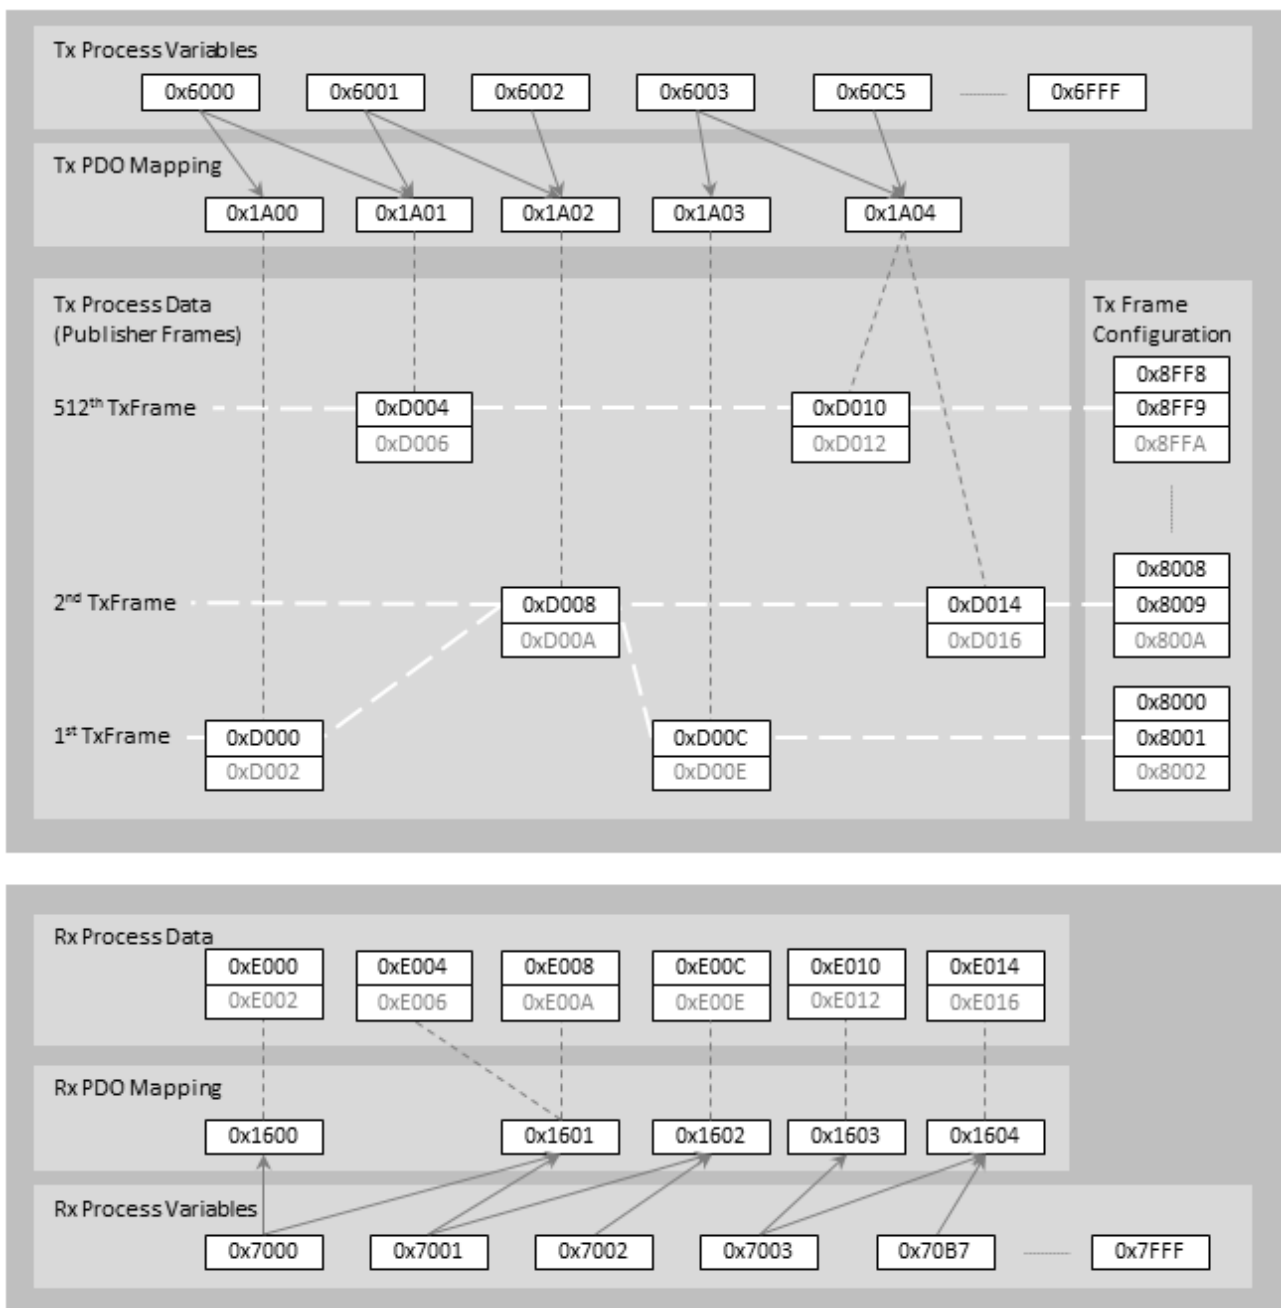 Tx Process Variables
0x6000 0x6001 0x6002 0x6003 0x60C5 0x6FFF
Tx PDO Mapping
0x1A00 0x1A01 0x1A02 0x1A03 0x1A04
Tx Process Data
(Publisher Frames)
Tx Frame
Configuration
0x8FF8
512th TxFrame 0xD004 0xD010 0x8FF9
0xD006 0xD012 0x8FFA
0x8008
2nd TxFrame 0xD008 0xD014 0x8009
0xD00A 0xD016 0x800A
0x8000
1st TxFrame 0xD000 0xD00C 0x8001
0xD002 0xD00E 0x8002
Rx Process Data
0xE000 0xE004 0xE008 0xE00C 0xE010 0xE014
0xE002 0xE006 0xE00A 0xE00E 0xE012 0xE016
Rx PDO Mapping
0x1600 0x1601 0x1602 0x1603 0x1604
Rx Process Variables
0x7000 0x7001 0x7002 0x7003 0x70B7 0x7FFF